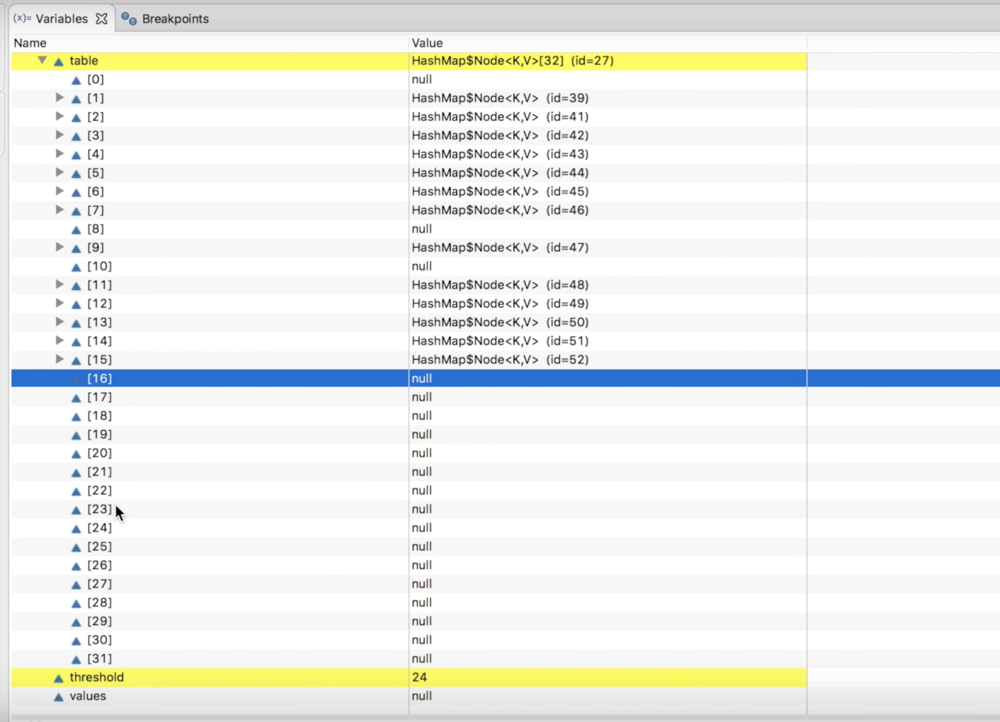 (x)= Variables Breakpoints
Name Value
table HashMap$Node<K,V>[32] (id=27)
[0] null
[1] HashMap$Node<K,V> (id=39)
[2] HashMap$Node<K,V> (id=41)
[3] HashMap$Node<K,V> (id=42)
[4] HashMap$Node<K,V> (id=43)
[5] HashMap$Node<K,V> (id=44)
[6] HashMap$Node<K,V> (id=45)
[7] HashMap$Node<K,V> (id=46)
[8] null
[9] HashMap$Node<K,V> (id=47)
[10] null
[11] HashMap$Node<K,V> (id=48)
[12] HashMap$Node<K,V> (id=49)
[13] HashMap$Node<K,V> (id=50)
[14] HashMap$Node<K,V> (id=51)
[15] HashMap$Node<K,V> (id=52)
[16] null
[17] null
[18] null
[19] null
[20] null
[21] null
[22] null
[23] null
[24] null
[25] null
[26] null
[27] null
[28] null
[29] null
[30] null
[31] null
threshold 24
values null